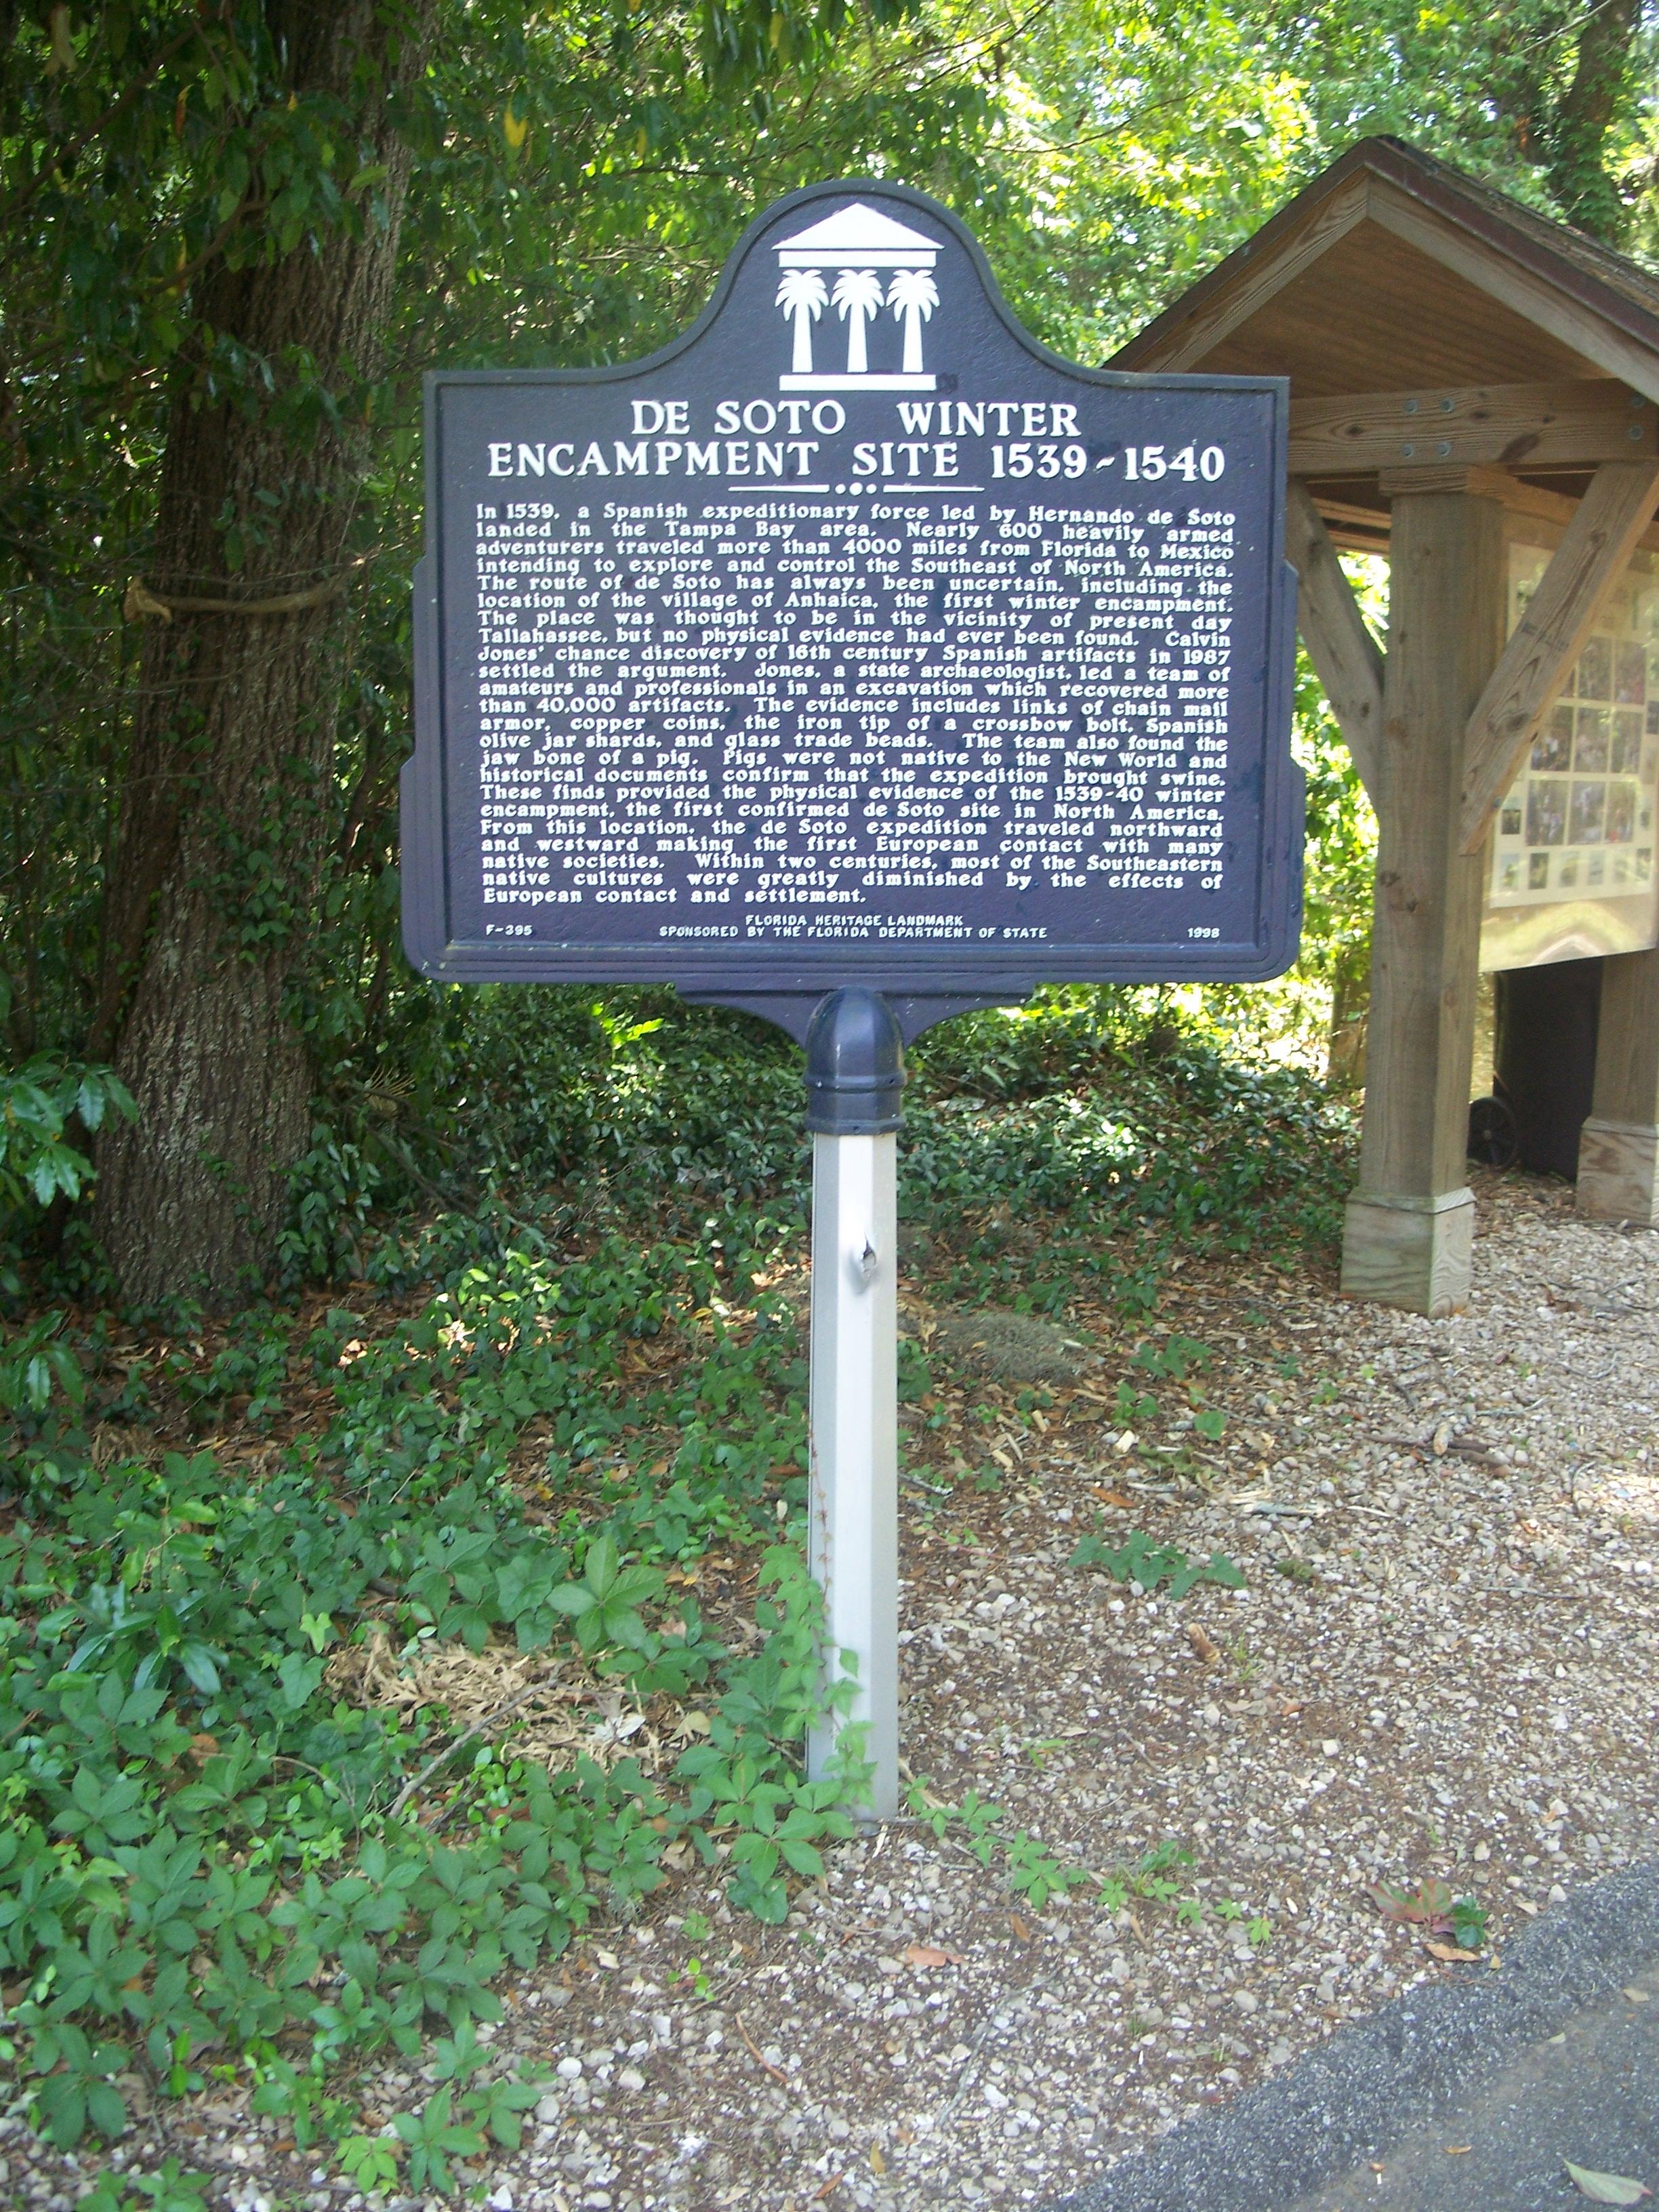 DE SOTO WINTER
ENCAMPMENT SITE 1539-1540
In 1539, a Spanish expeditionary force led by Hernando de Soto
landed in the Tampa Bay area. Nearly 600 heavily armed
adventurers traveled more than 4000 miles from Florida to Mexico
intending to explore and control the Southeast of North America.
The route of de Soto has always been uncertain, including the
location of the village of Anhaica, the first winter encampment.
The place was thought to be in the vicinity of present day
Tallahassee, but no physical evidence had ever been found. Calvin
Jones' chance discovery of 16th century Spanish artifacts in 1987
settled the argument. Jones, a state archaeologist, led a team of
amateurs and professionals in an excavation which recovered more
than 40,000 artifacts. The evidence includes links of chain mail
armor, copper coins, the iron tip of a crossbow bolt, Spanish
olive jar shards, and glass trade beads. The team also found the
jaw bone of a pig. Pigs were not native to the New World and
historical documents confirm that the expedition brought swine.
These finds provided the physical evidence of the 1539-40 winter
encampment, the first confirmed de Soto site in North America.
From this location, the de Soto expedition traveled northward
and westward making the first European contact with many
native societies. Within two centuries, most of the Southeastern
native cultures were greatly diminished by the effects of
European contact and settlement.
FLORIDA HERITAGE LANDMARK
F-395 SPONSORED BY THE FLORIDA DEPARTMENT OF STATE 1998